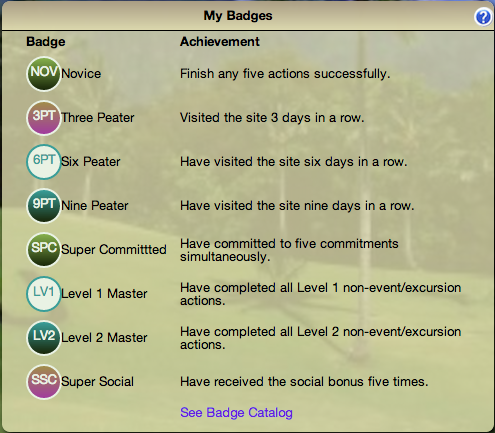 My Badges
?
Badge Achievement
NOV Novice Finish any five actions successfully.
3PT Three Peater Visited the site 3 days in a row.
6PT Six Peater Have visited the site six days in a row.
9PT Nine Peater Have visited the site nine days in a row.
SPC Super Committted Have committed to five commitments
simultaneously.
LV1 Level 1 Master Have completed all Level 1 non-event/excursion
actions.
LV2 Level 2 Master Have completed all Level 2 non-event/excursion
actions.
SSC Super Social Have received the social bonus five times.
See Badge Catalog